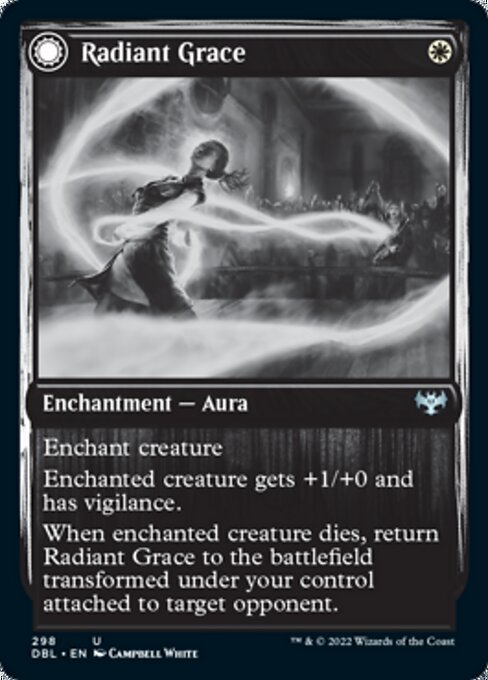 Radiant Grace
Enchantment — Aura
Enchant creature
Enchanted creature gets +1/+0 and
has vigilance.
When enchanted creature dies, return
Radiant Grace to the battlefield
transformed under your control
attached to target opponent.
298 U
DBL • EN CAMPBELL WHITE
™ & © 2022 Wizards of the Coast